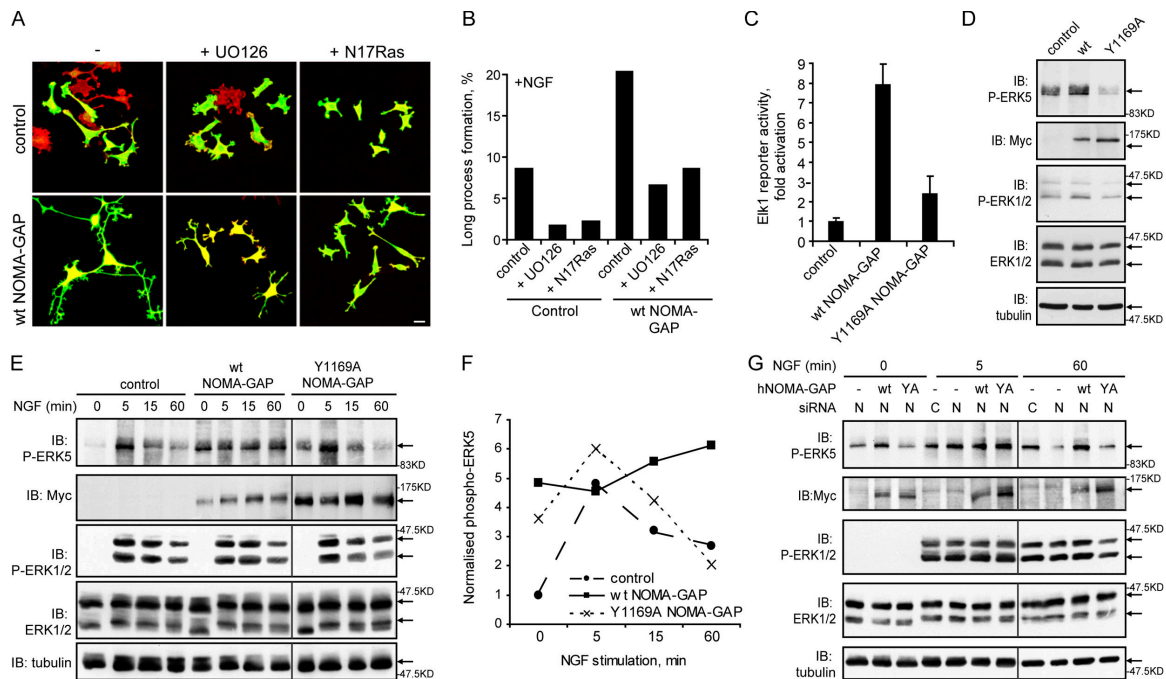 A
-
+ UO126
+ N17Ras
control
wt NOMA-GAP
B
Long process formation, %
+NGF
20
15
10
5.0
0
control
+ UO126
+ N17Ras
control
+ UO126
+ N17Ras
Control
wt NOMA-
GAP
C
Elk1 reporter activity,
fold activation
9
8
7
6
5
4
3
2
1
0
control
wt NOMA-GAP
Y1169A NOMA-GAP
D
control
wt
Y1169A
IB:
P-ERK5
83KD
IB: Myc
175KD
IB:
P-ERK1/2
47.5KD
IB:
ERK1/2
47.5KD
IB:
tubulin
47.5KD
E
control
wt
NOMA-GAP
Y1169A
NOMA-GAP
NGF (min) 0 5 15 60 0 5 15 60 0 5 15 60
IB:
P-ERK5
83KD
IB: Myc
175KD
IB:
P-ERK1/2
47.5KD
IB:
ERK1/2
47.5KD
IB: tubulin
47.5KD
F
Normalised phospho-ERK5
7
6
5
4
3
2
1
0
control
wt NOMA-GAP
Y1169A NOMA-GAP
0 5 15 60
NGF stimulation, min
G
NGF (min) 0 5 60
hNOMA-GAP - wt YA - - wt YA - - wt YA
siRNA N N N C N N N C N N N
IB:
P-ERK5
83KD
IB:Myc
175KD
IB:
P-ERK1/2
47.5KD
IB:
ERK1/2
47.5KD
IB:
tubulin
47.5KD